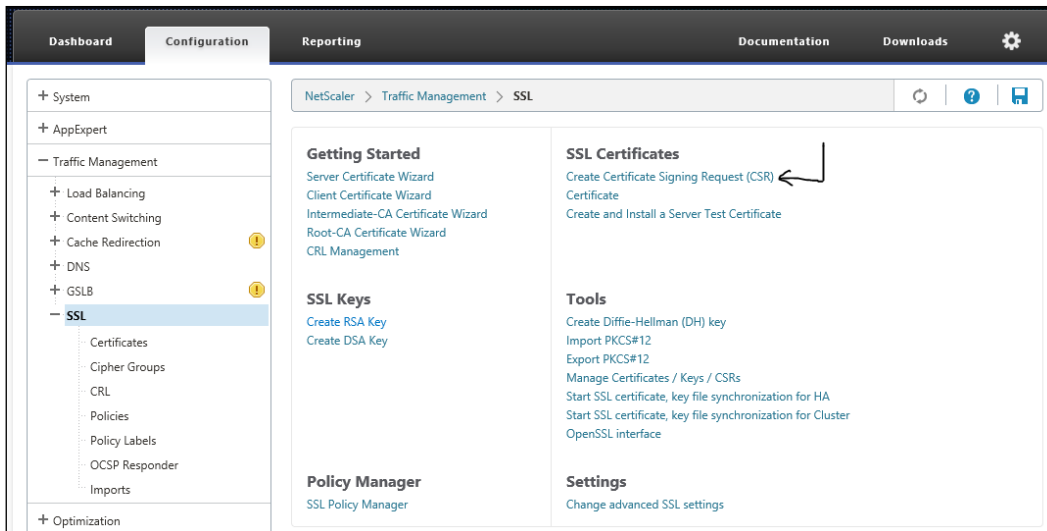 Dashboard
Configuration
Reporting
Documentation
Downloads
+ System
+ AppExpert
− Traffic Management
+ Load Balancing
+ Content Switching
+ Cache Redirection
+ DNS
+ GSLB
− SSL
Certificates
Cipher Groups
CRL
Policies
Policy Labels
OCSP Responder
Imports
+ Optimization
NetScaler > Traffic Management > SSL
Getting Started
Server Certificate Wizard
Client Certificate Wizard
Intermediate-CA Certificate Wizard
Root-CA Certificate Wizard
CRL Management
SSL Certificates
Create Certificate Signing Request (CSR)
Certificate
Create and Install a Server Test Certificate
SSL Keys
Create RSA Key
Create DSA Key
Tools
Create Diffie-Hellman (DH) key
Import PKCS#12
Export PKCS#12
Manage Certificates / Keys / CSRs
Start SSL certificate, key file synchronization for HA
Start SSL certificate, key file synchronization for Cluster
OpenSSL interface
Policy Manager
SSL Policy Manager
Settings
Change advanced SSL settings